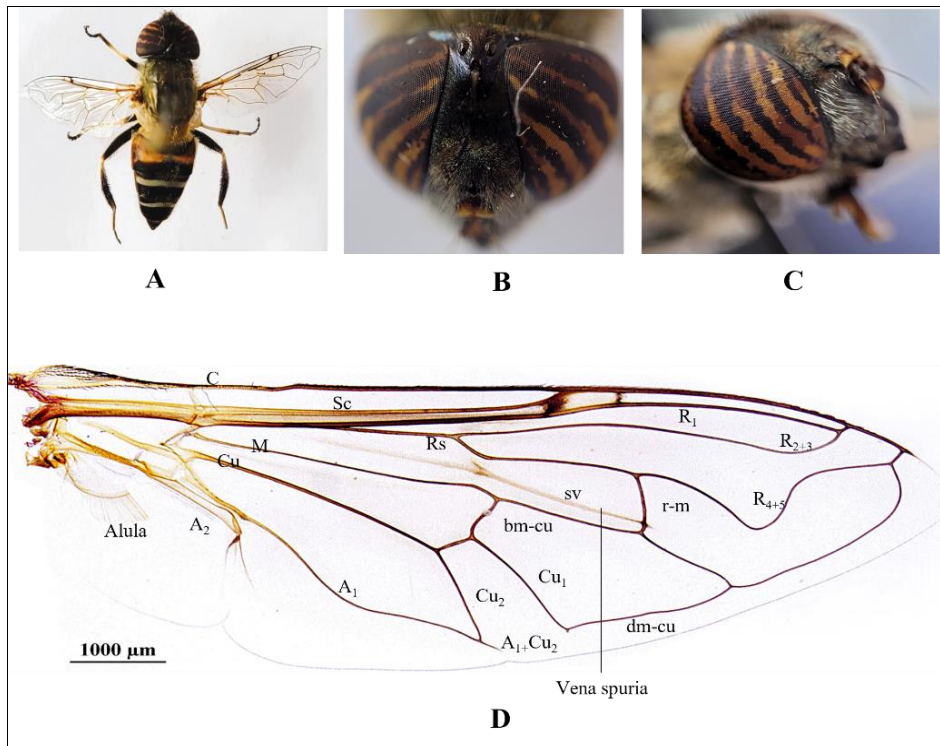 A
B
C
C
Sc
R1
M
Rs
R2+3
Cu
sv
r-m
R4+5
bm-cu
Alula
A2
A1
Cu1
Cu2
dm-cu
A1+Cu2
1000 µm
Vena spuria
D